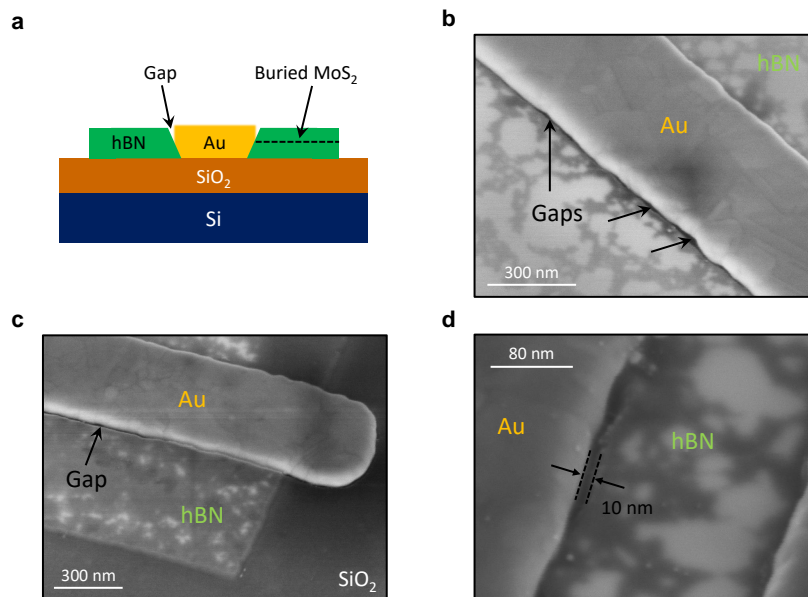 a
Gap
Buried MoS₂
hBN
Au
SiO₂
Si
b
hBN
Au
Gaps
300 nm
c
Au
Gap
hBN
300 nm
SiO₂
d
80 nm
Au
hBN
10 nm